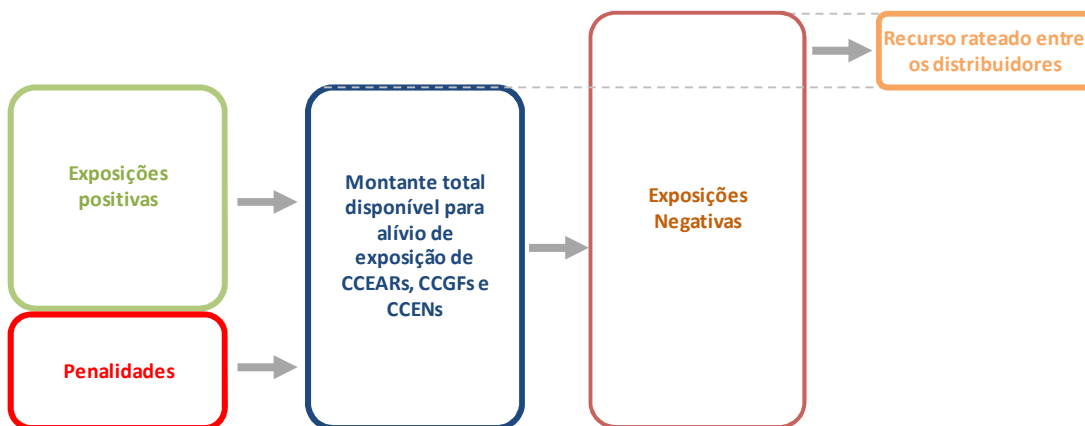 Exposições
positivas
Penalidades
Montante total
disponível para
alívio de
exposição de
CCEARs, CCGFs e
CCENs
Exposições
Negativas
Recurso rateado entre
os distribuidores